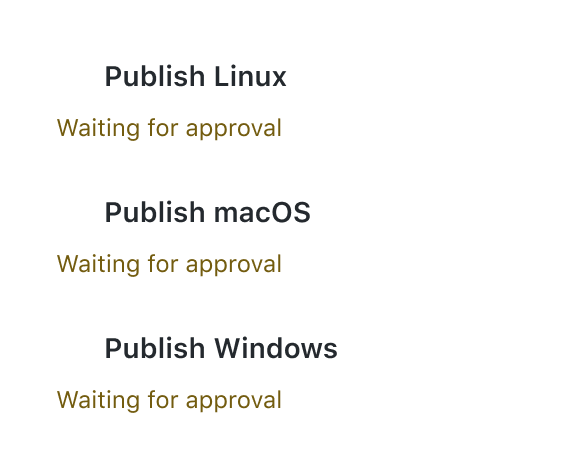 Publish Linux
Waiting for approval
Publish macOS
Waiting for approval
Publish Windows
Waiting for approval